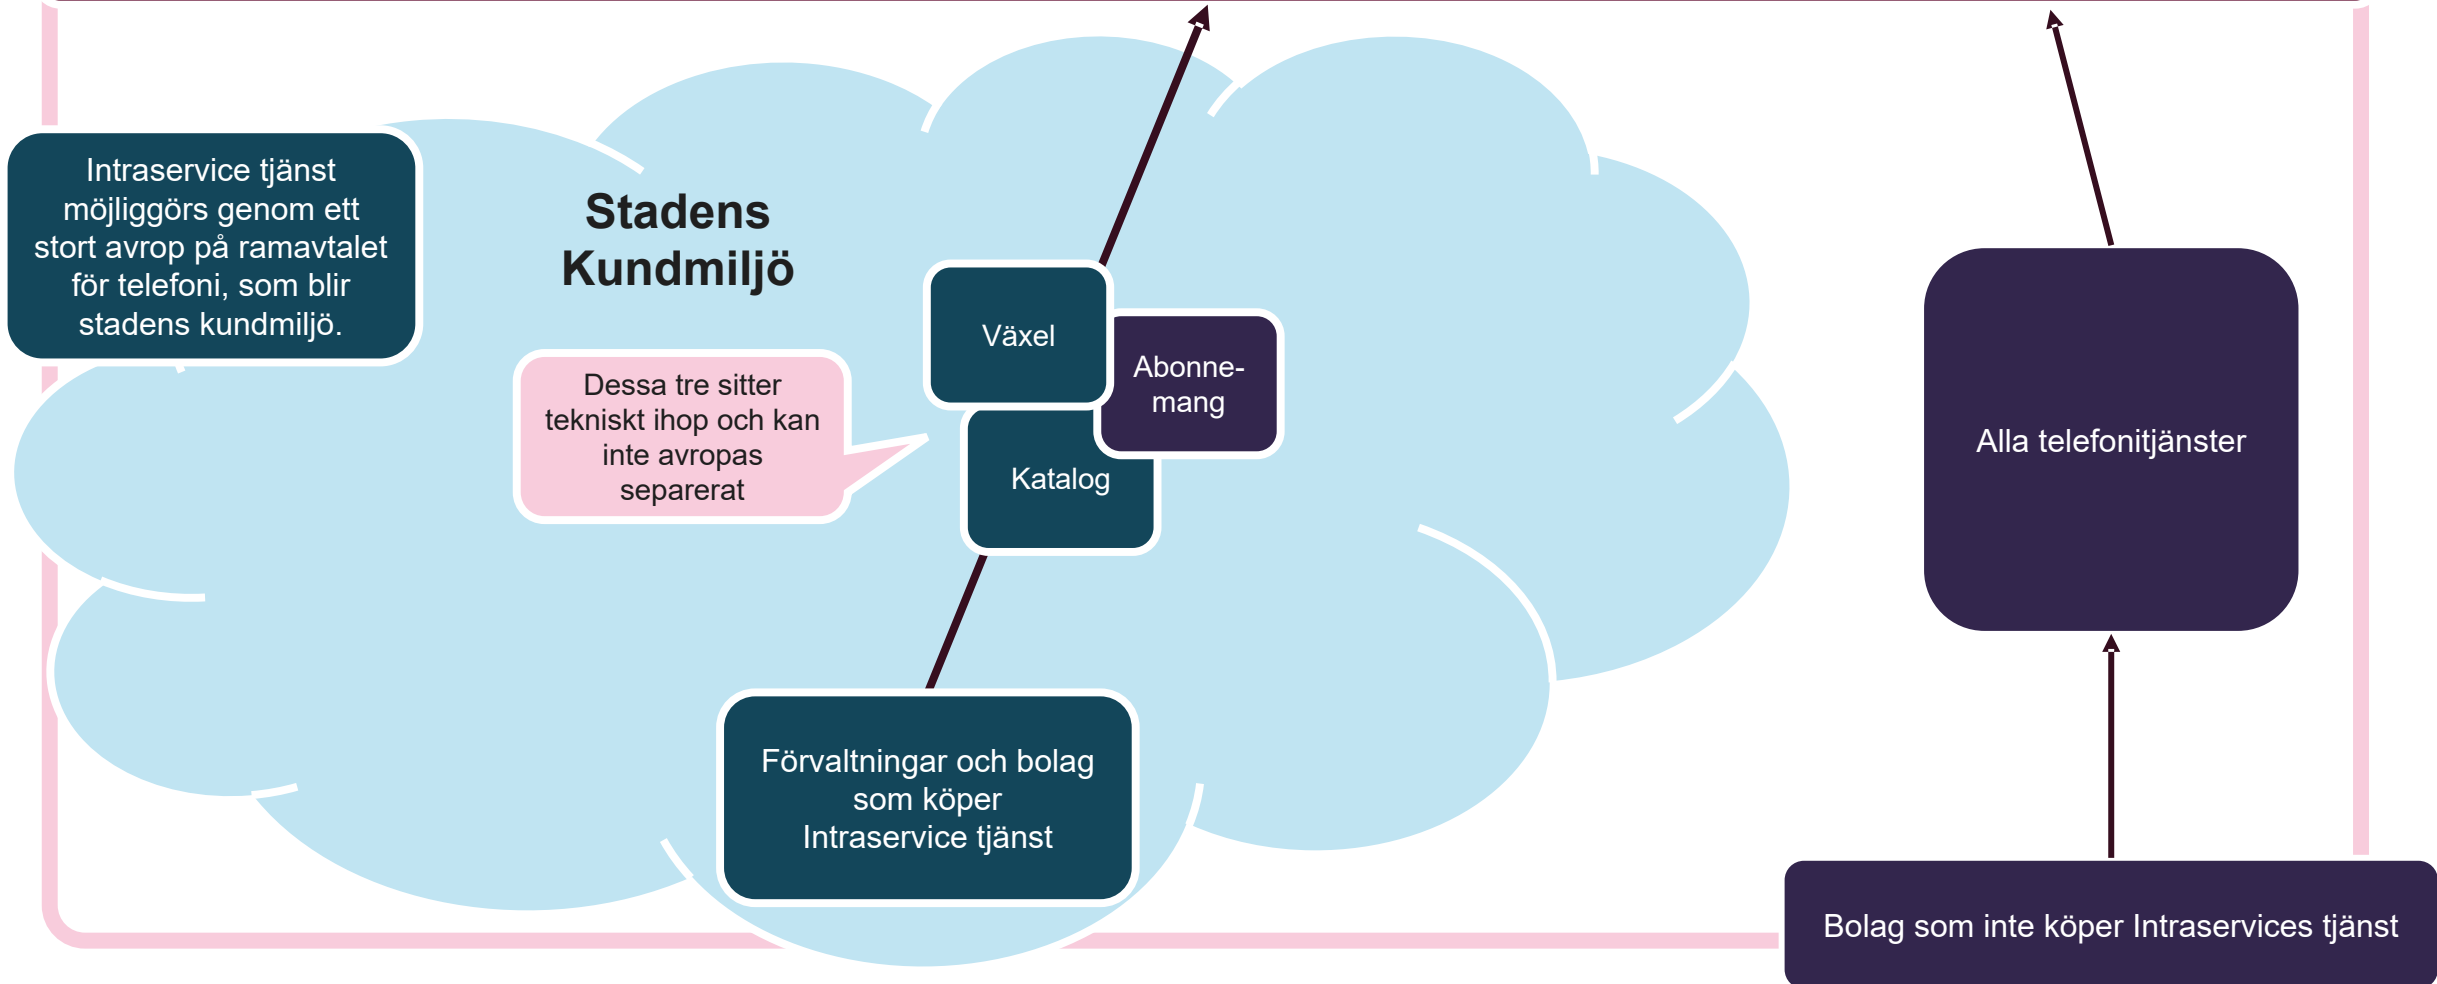 Intraservice tjänst
möjliggörs genom ett
stort avrop på ramavtalet
för telefoni, som blir
stadens kundmiljö.
Stadens
Kundmiljö
Dessa tre sitter
tekniskt ihop och kan
inte avropas
separerat
Växel
Abonne-
mang
Katalog
Alla telefonitjänster
Förvaltningar och bolag
som köper
Intraservice tjänst
Bolag som inte köper Intraservices tjänst